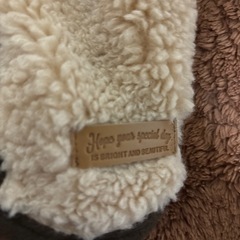 Hope your special day
IS BRIGHT AND BEAUTIFUL